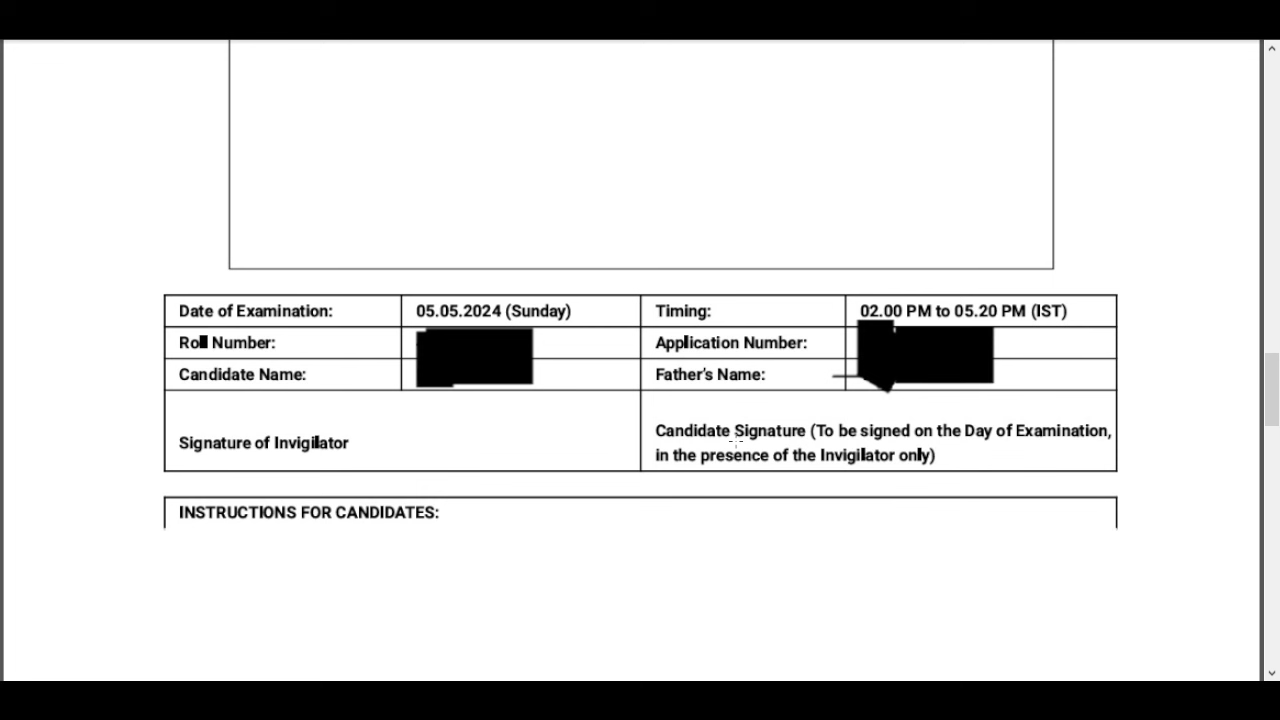 Date of Examination: 05.05.2024 (Sunday) Timing: 02.00 PM to 05.20 PM (IST)
Roll Number: Application Number:
Candidate Name: Father's Name:
Signature of Invigilator
Candidate Signature (To be signed on the Day of Examination,
in the presence of the Invigilator only)
INSTRUCTIONS FOR CANDIDATES: